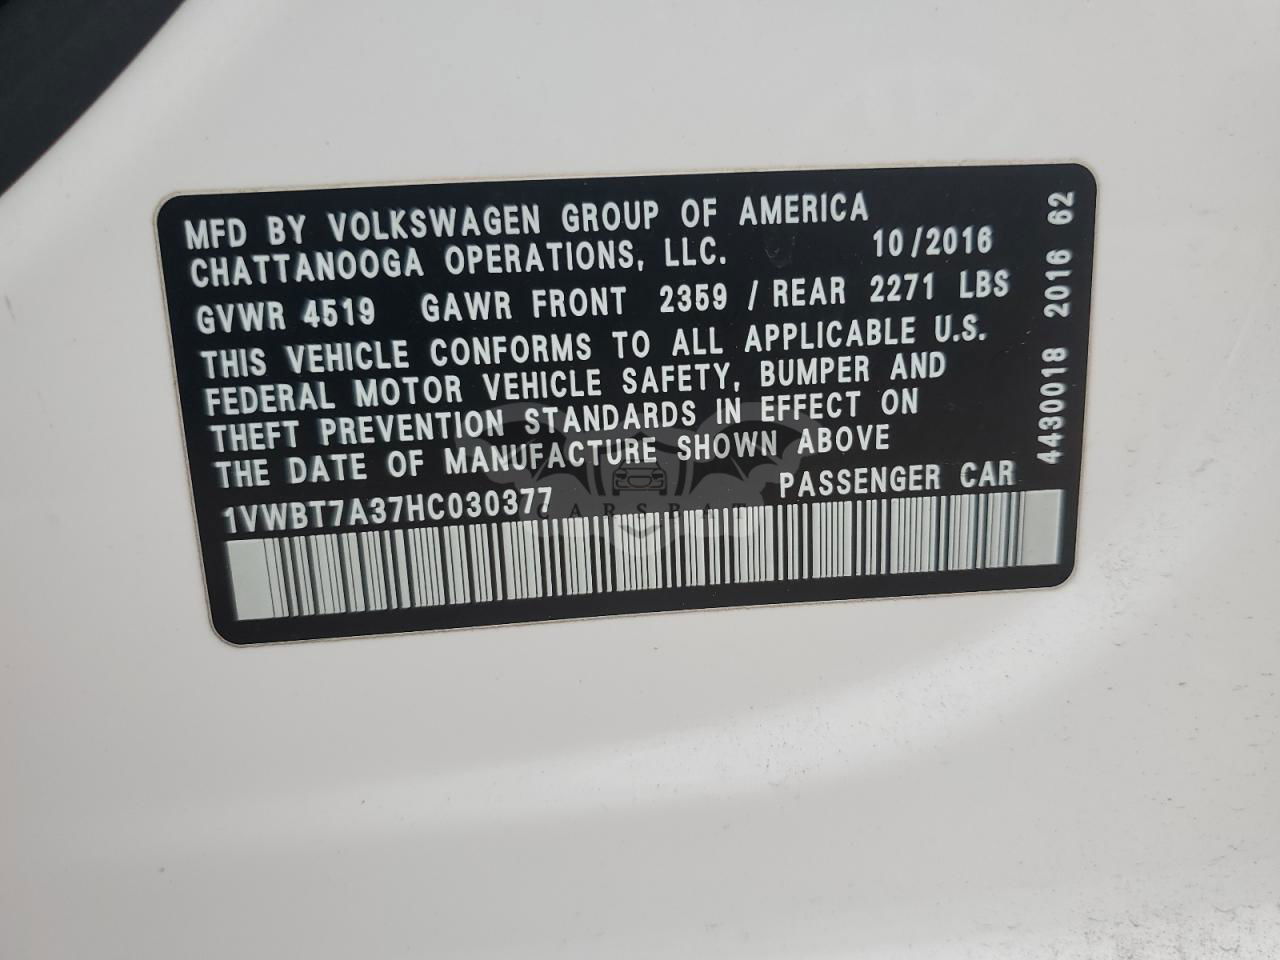 MFD BY VOLKSWAGEN GROUP OF AMERICA
CHATTANOOGA OPERATIONS, LLC. 10/2016
GVWR 4519 GAWR FRONT 2359 / REAR 2271 LBS
THIS VEHICLE CONFORMS TO ALL APPLICABLE U.S.
FEDERAL MOTOR VEHICLE SAFETY, BUMPER AND
THEFT PREVENTION STANDARDS IN EFFECT ON
THE DATE OF MANUFACTURE SHOWN ABOVE
1VWBT7A37HC030377 PASSENGER CAR
4430018 2016 62
CARSBAT